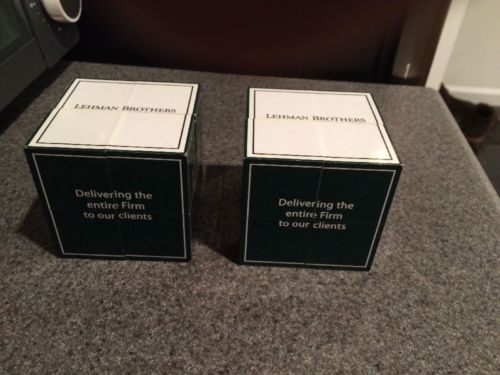 LEHMAN BROTHERS
Delivering the
entire Firm
to our clients
LEHMAN BROTHERS
Delivering the
entire Firm
to our clients